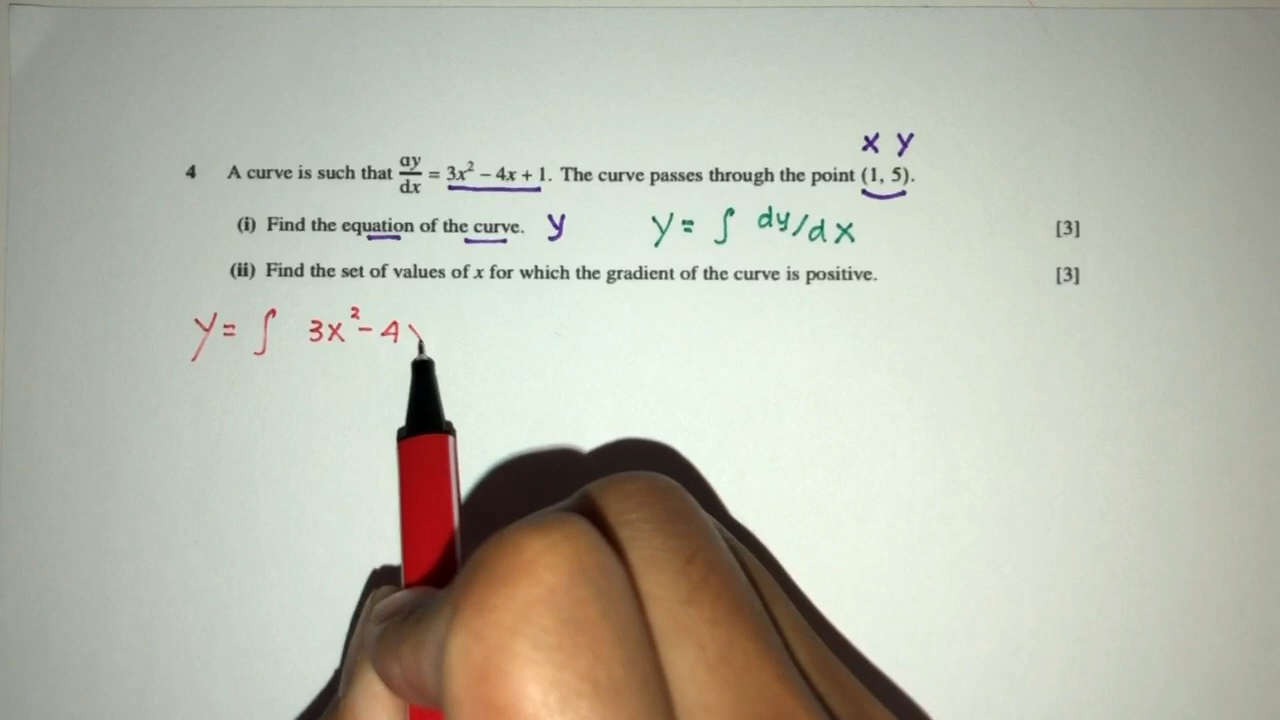 x y
4 A curve is such that dy/dx = 3x² − 4x + 1. The curve passes through the point (1, 5).
(i) Find the equation of the curve. y y = ∫ dy/dx [3]
(ii) Find the set of values of x for which the gradient of the curve is positive. [3]
y = ∫ 3x² − 4